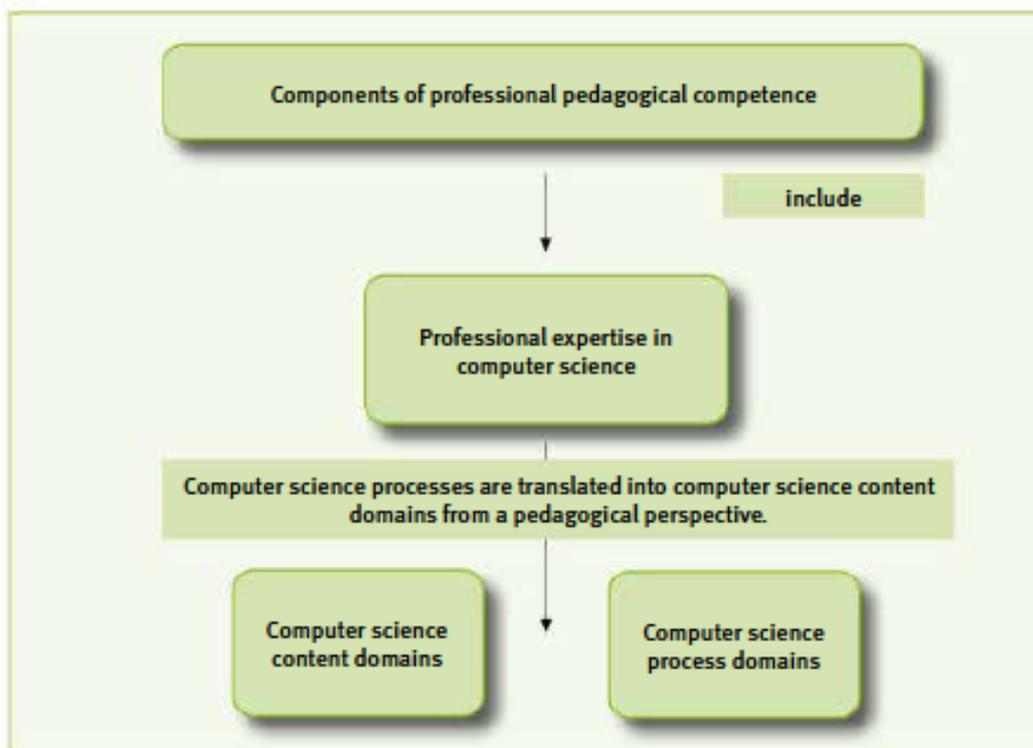 Components of professional pedagogical competence
include
Professional expertise in
computer science
Computer science processes are translated into computer science content
domains from a pedagogical perspective.
Computer science
content domains
Computer science
process domains